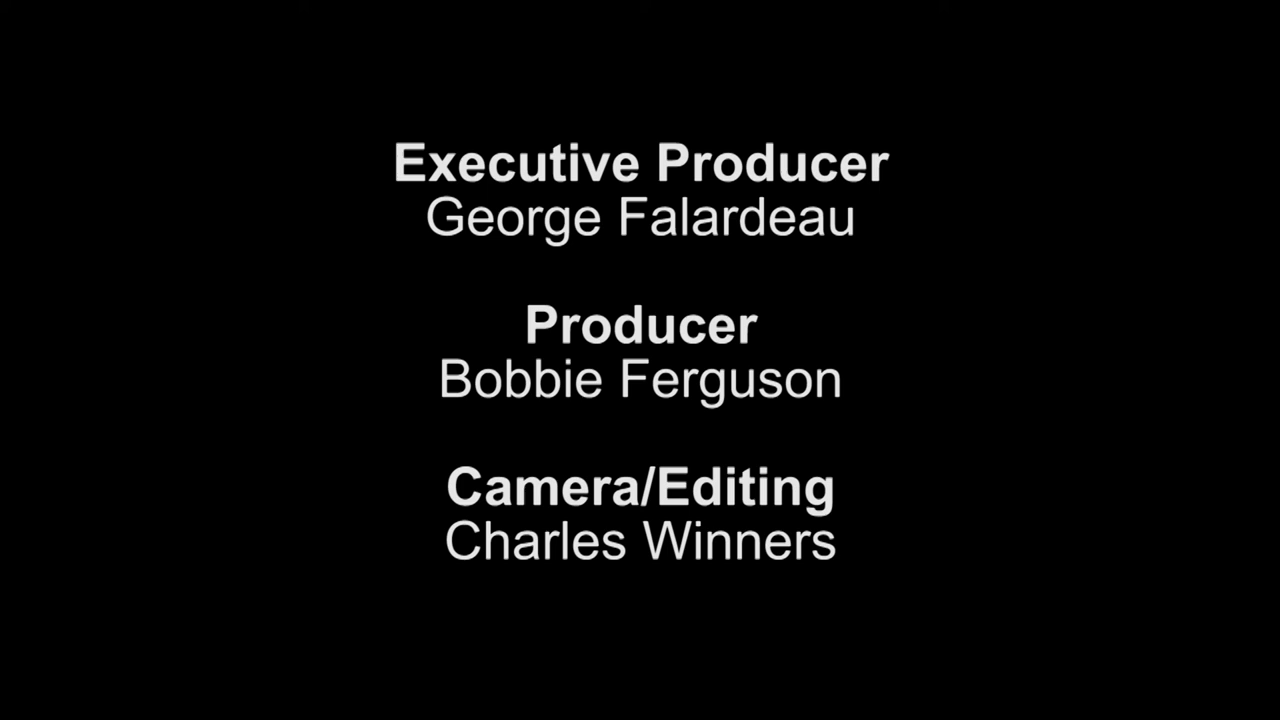 Executive Producer
George Falardeau
Producer
Bobbie Ferguson
Camera/Editing
Charles Winners